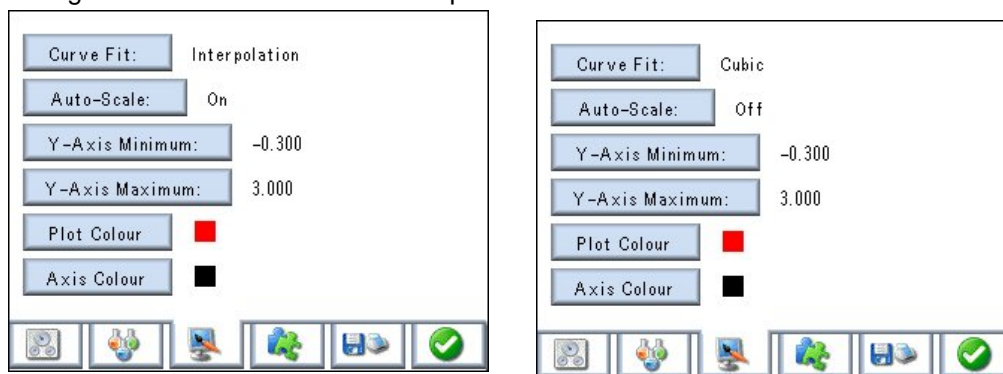 Curve Fit: Interpolation
Auto-Scale: On
Y-Axis Minimum: -0.300
Y-Axis Maximum: 3.000
Plot Colour
Axis Colour
Curve Fit: Cubic
Auto-Scale: Off
Y-Axis Minimum: -0.300
Y-Axis Maximum: 3.000
Plot Colour
Axis Colour